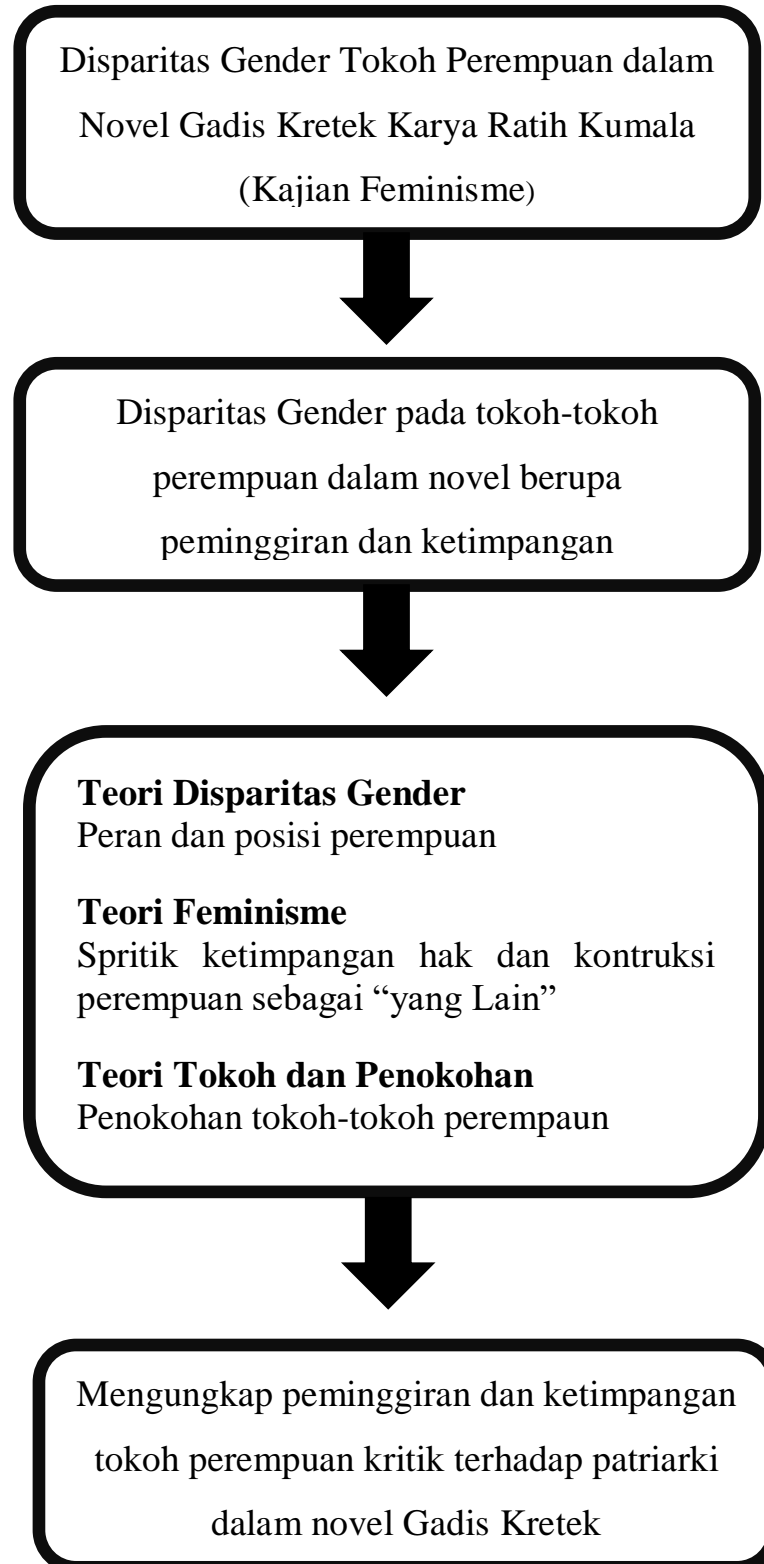 Disparitas Gender Tokoh Perempuan dalam
Novel Gadis Kretek Karya Ratih Kumala
(Kajian Feminisme)
Disparitas Gender pada tokoh-tokoh
perempuan dalam novel berupa
peminggiran dan ketimpangan
Teori Disparitas Gender
Peran dan posisi perempuan
Teori Feminisme
Spritik ketimpangan hak dan kontruksi
perempuan sebagai “yang Lain”
Teori Tokoh dan Penokohan
Penokohan tokoh-tokoh perempaun
Mengungkap peminggiran dan ketimpangan
tokoh perempuan kritik terhadap patriarki
dalam novel Gadis Kretek